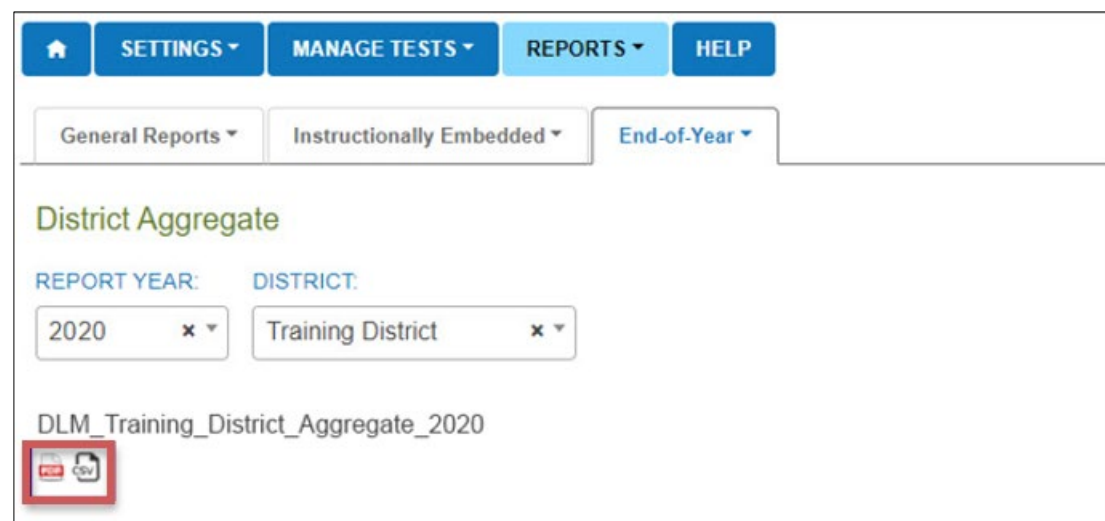 SETTINGS MANAGE TESTS REPORTS HELP
General Reports Instructionally Embedded End-of-Year
District Aggregate
REPORT YEAR: DISTRICT:
2020 × Training District ×
DLM_Training_District_Aggregate_2020
PDF CSV